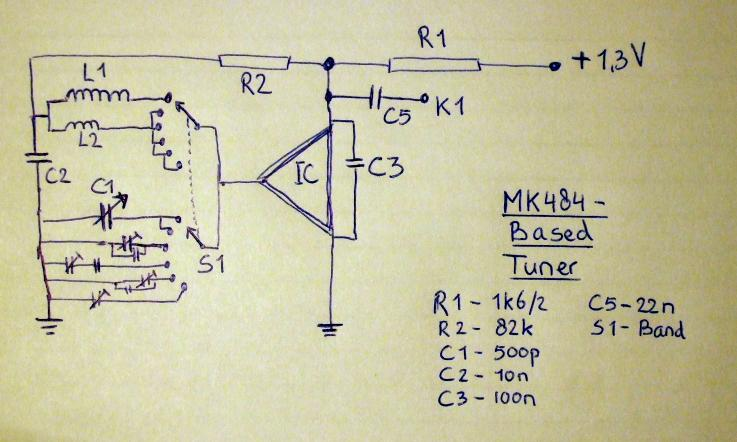 R1
+1,3V
R2
L1
C5 K1
L2
IC
C3
C2
C1
S1
MK484-
Based
Tuner
R1 - 1k6/2 C5 - 22n
R2 - 82k S1 - Band
C1 - 500p
C2 - 10n
C3 - 100n